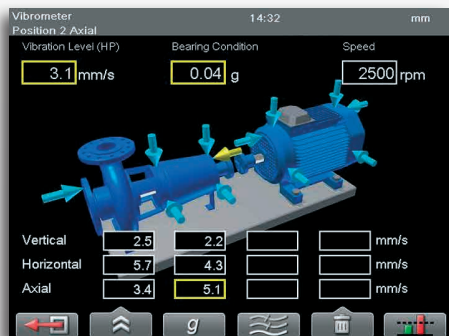 Vibrometer 14:32 mm
Position 2 Axial
Vibration Level (HP) Bearing Condition Speed
3.1 mm/s 0.04 g 2500 rpm
Vertical 2.5 2.2 mm/s
Horizontal 5.7 4.3 mm/s
Axial 3.4 5.1 mm/s
g